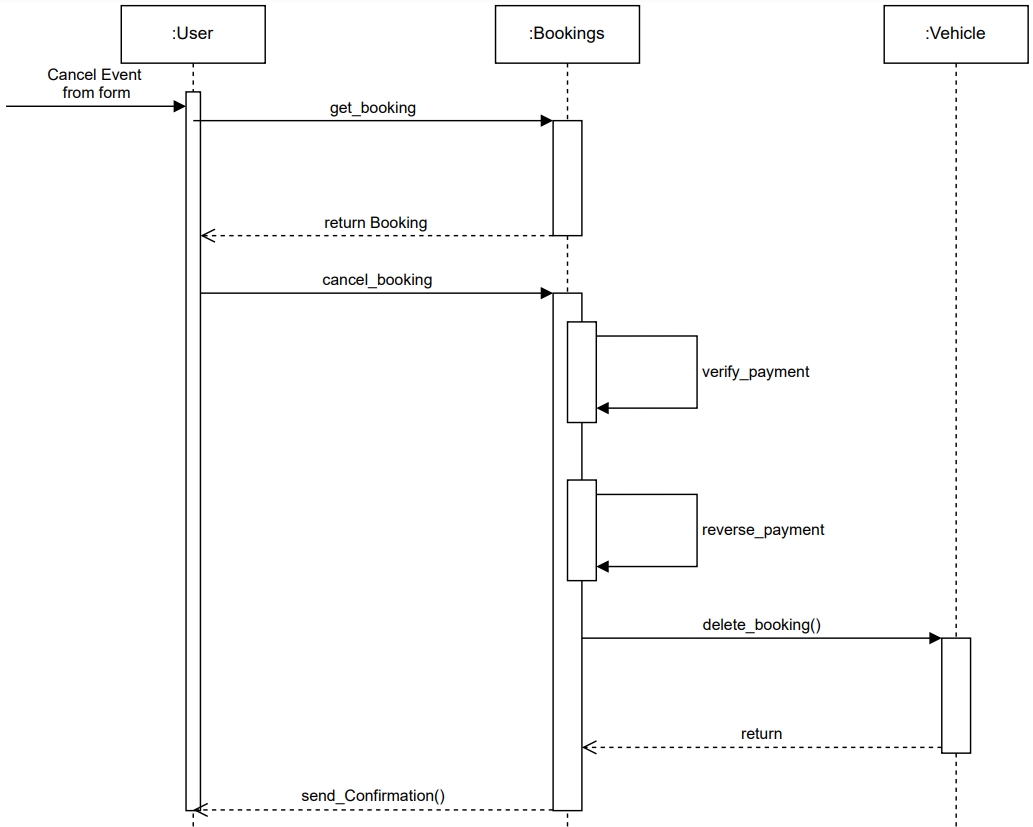 :User
:Bookings
:Vehicle
Cancel Event
from form
get_booking
return Booking
cancel_booking
verify_payment
reverse_payment
delete_booking()
return
send_Confirmation()